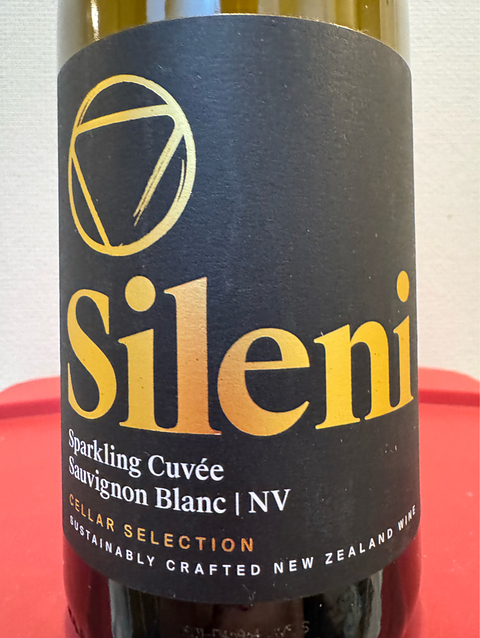 Sileni
Sparkling Cuvée
Sauvignon Blanc | NV
CELLAR SELECTION
SUSTAINABLY CRAFTED NEW ZEALAND WINE